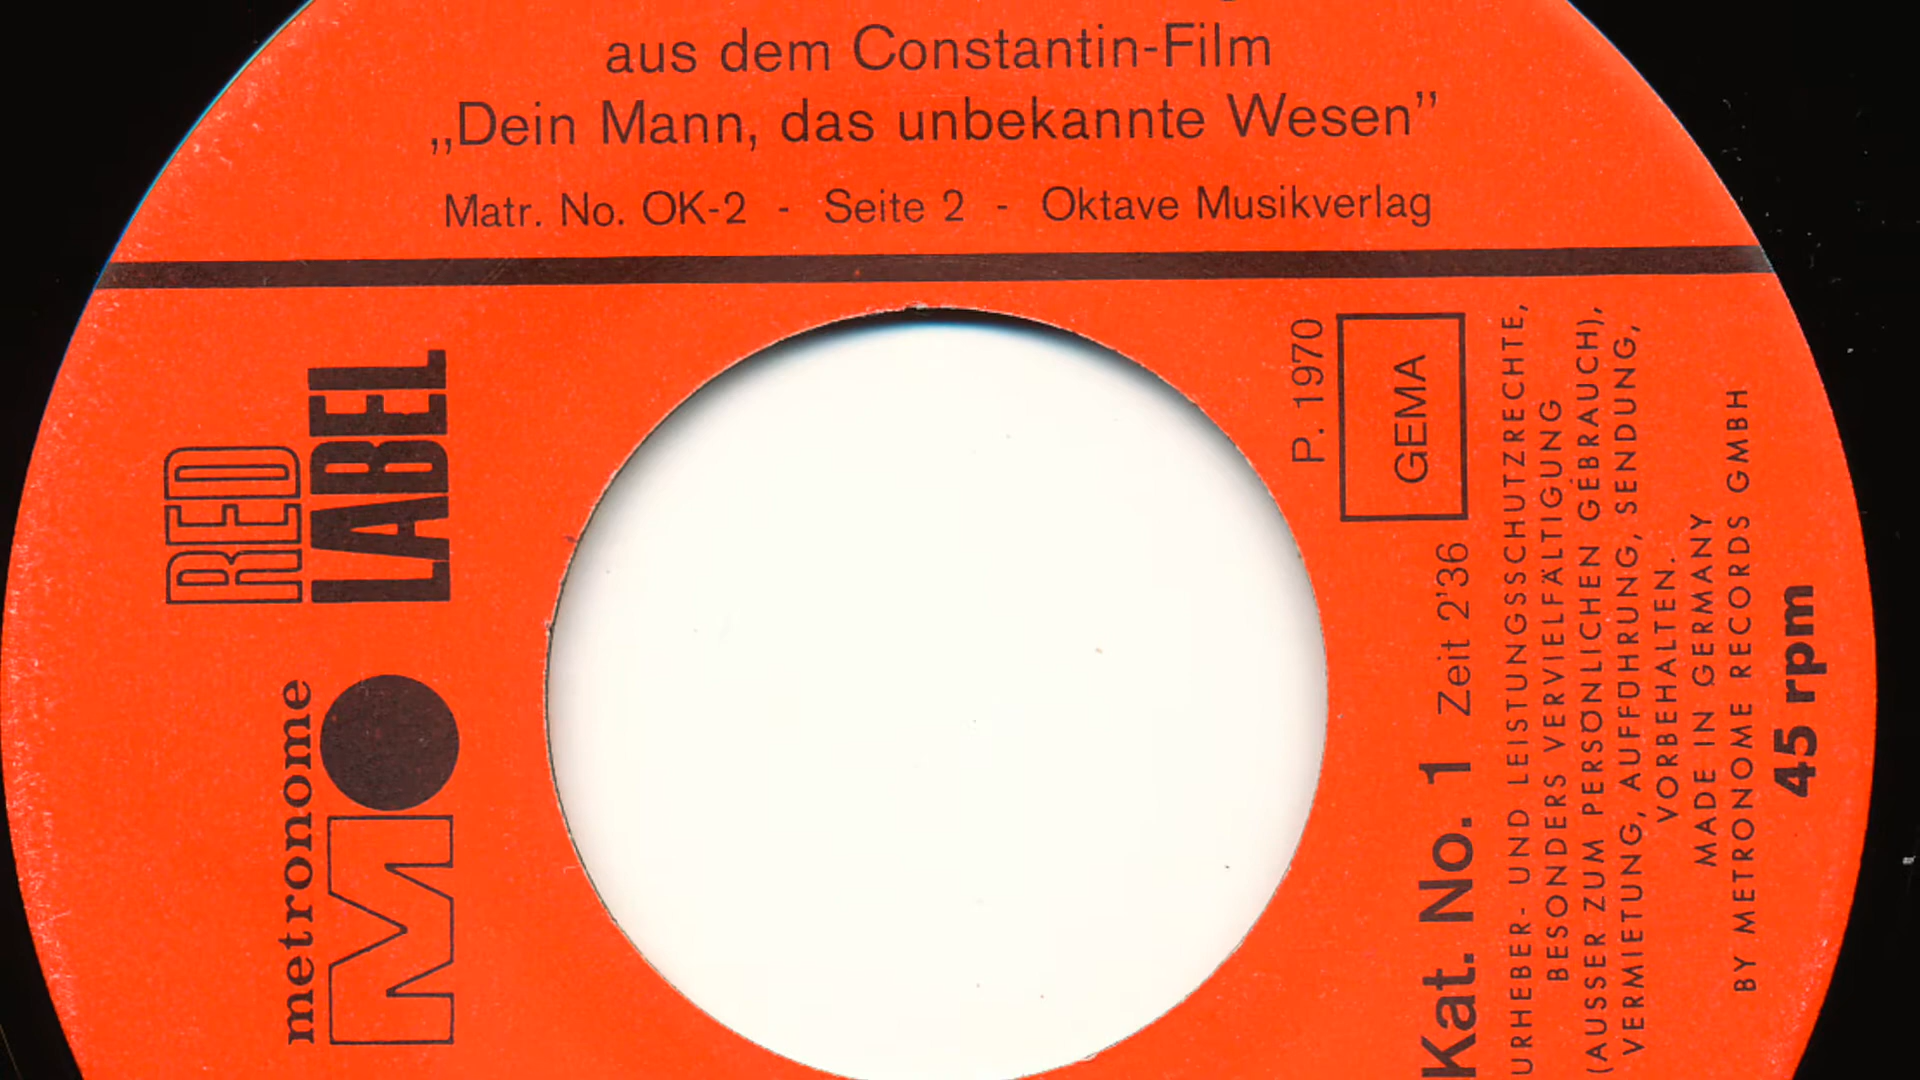 aus dem Constantin-Film
„Dein Mann, das unbekannte Wesen”
Matr. No. OK-2 - Seite 2 - Oktave Musikverlag
RED
LABEL
metronome
M
P. 1970
GEMA
Kat. No. 1 Zeit 2'36
URHEBER- UND LEISTUNGSSCHUTZRECHTE,
BESONDERS VERVIELFÄLTIGUNG
(AUSSER ZUM PERSÖNLICHEN GEBRAUCH),
VERMIETUNG, AUFFÜHRUNG, SENDUNG,
VORBEHALTEN.
MADE IN GERMANY
BY METRONOME RECORDS GMBH
45 rpm